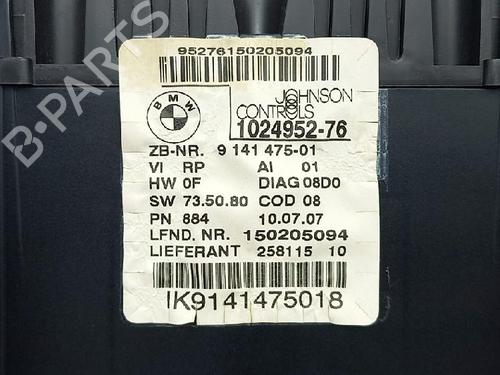 95276150205094
BMW
JOHNSON
CONTROLS
1024952-76
ZB-NR. 9 141 475-01
VI RP AI 01
HW 0F DIAG 08D0
SW 73.50.80 COD 08
PN 884 10.07.07
LFND. NR. 150205094
LIEFERANT 258115 10
IK9141475018
B-PARTS